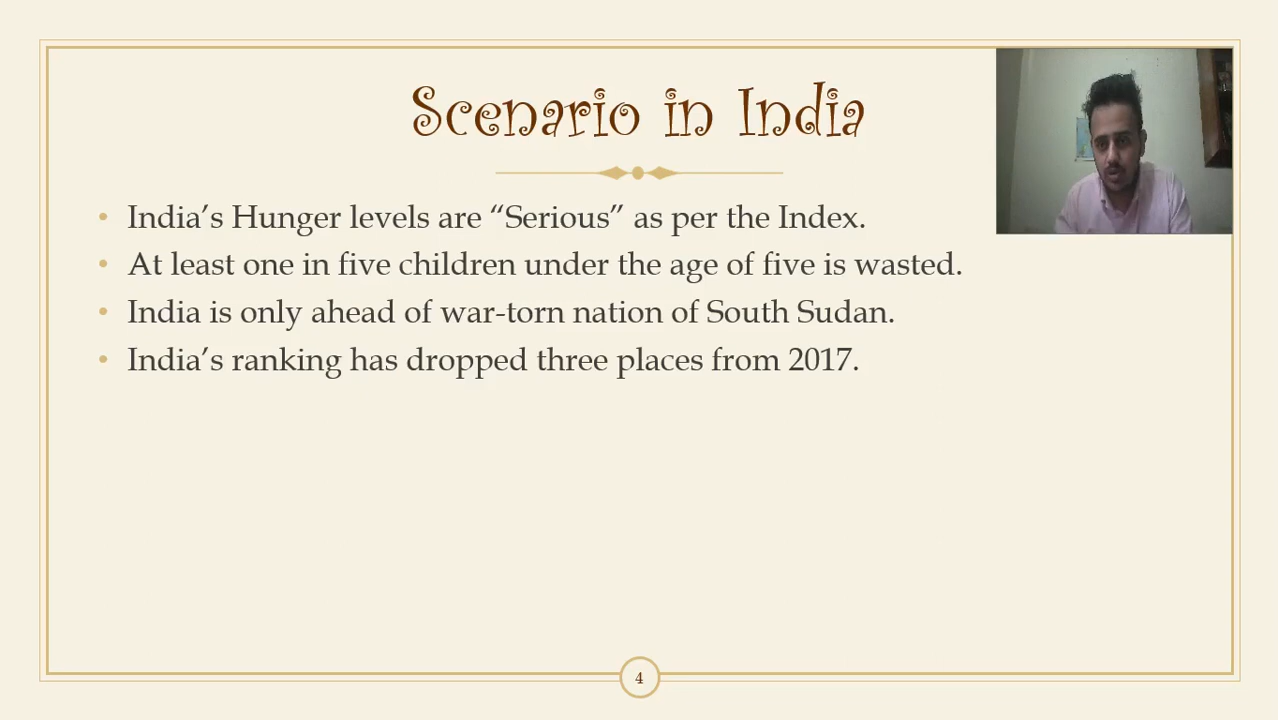 Scenario in India
• India’s Hunger levels are “Serious” as per the Index.
• At least one in five children under the age of five is wasted.
• India is only ahead of war-torn nation of South Sudan.
• India’s ranking has dropped three places from 2017.
4